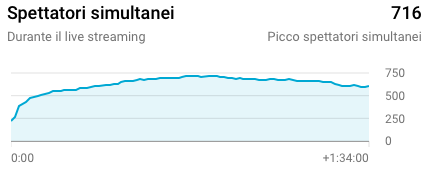 Spettatori simultanei 716
Durante il live streaming Picco spettatori simultanei
750
500
250
0
0:00 +1:34:00